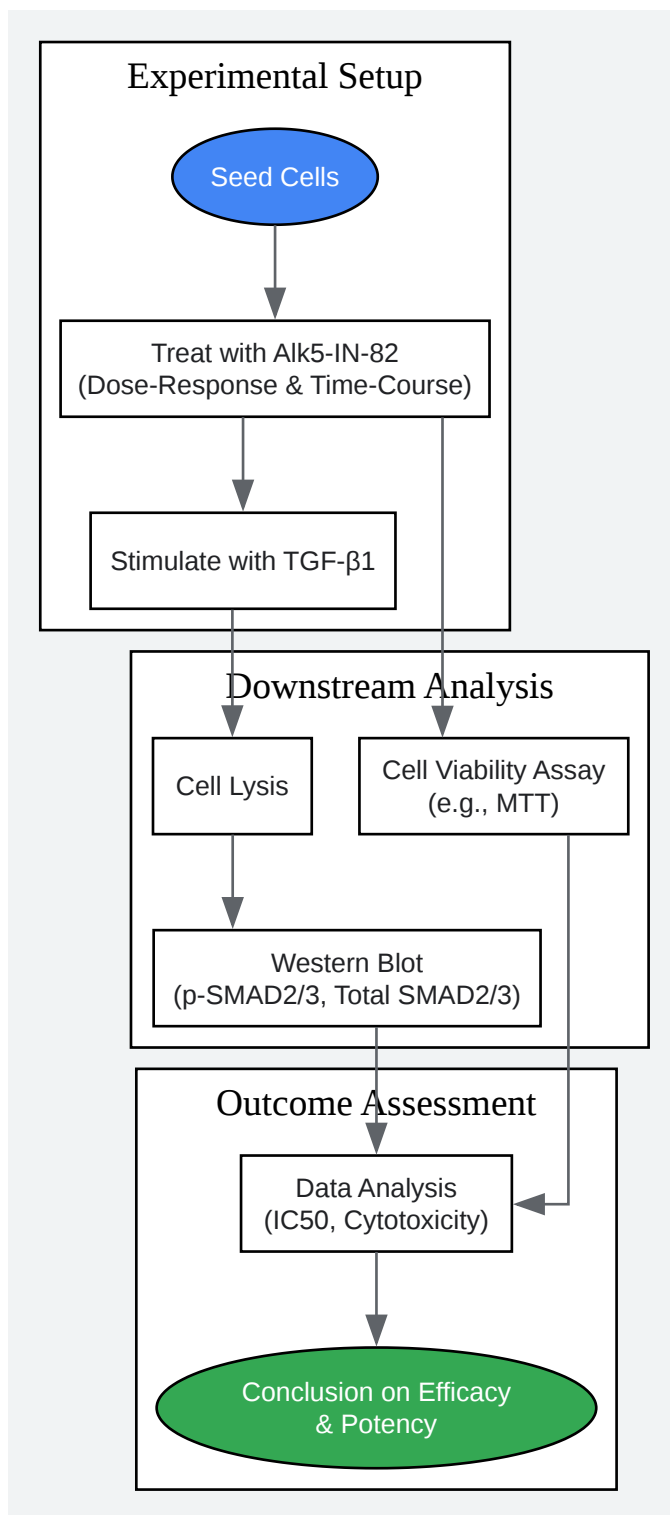 Experimental Setup
Seed Cells
Treat with Alk5-IN-82
(Dose-Response & Time-Course)
Stimulate with TGF-β1
Downstream Analysis
Cell Lysis
Cell Viability Assay
(e.g., MTT)
Western Blot
(p-SMAD2/3, Total SMAD2/3)
Outcome Assessment
Data Analysis
(IC50, Cytotoxicity)
Conclusion on Efficacy
& Potency